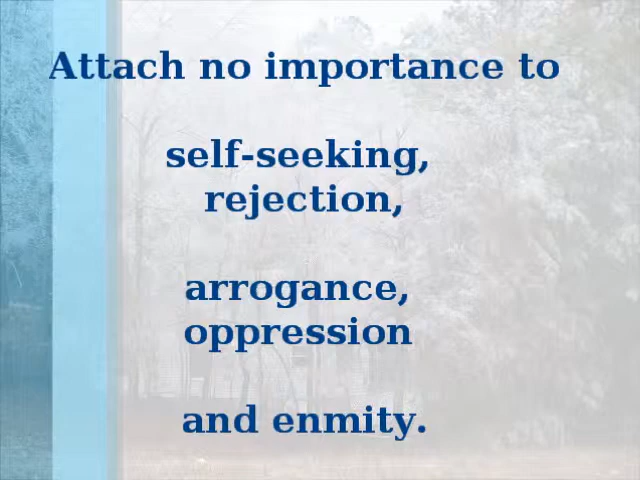 Attach no importance to
self-seeking,
rejection,
arrogance,
oppression
and enmity.